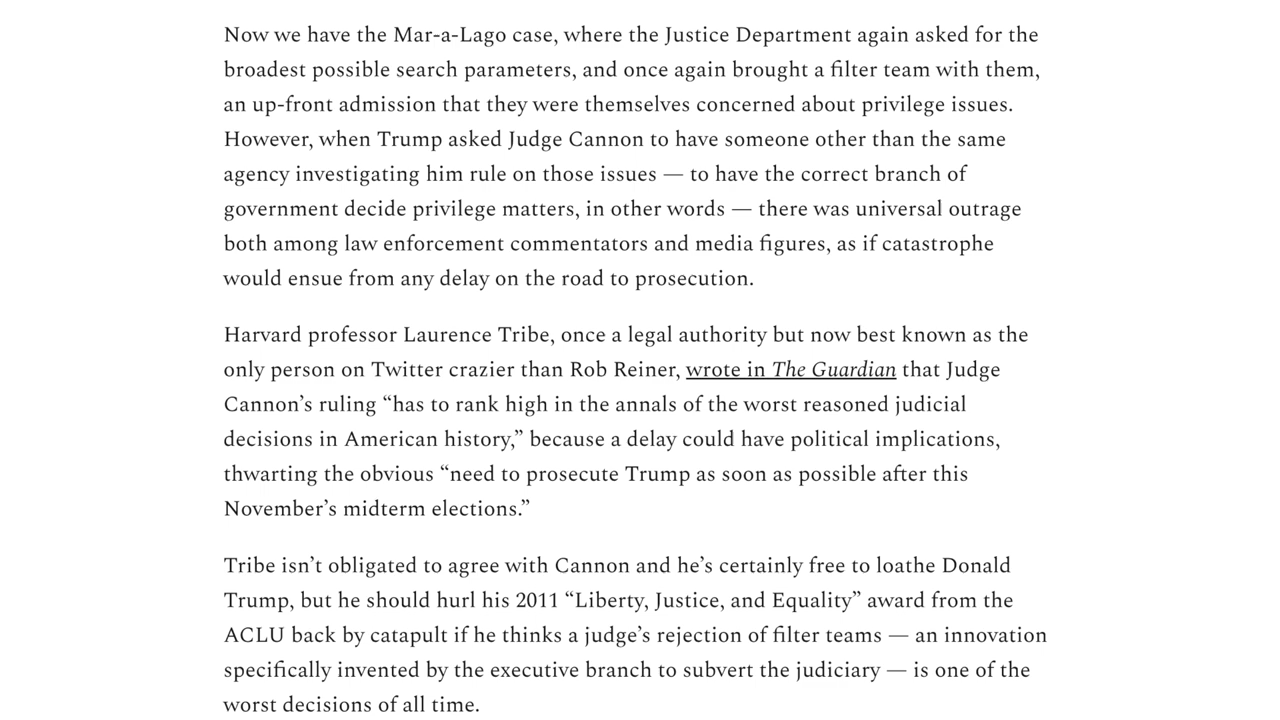 Now we have the Mar-a-Lago case, where the Justice Department again asked for the
broadest possible search parameters, and once again brought a filter team with them,
an up-front admission that they were themselves concerned about privilege issues.
However, when Trump asked Judge Cannon to have someone other than the same
agency investigating him rule on those issues — to have the correct branch of
government decide privilege matters, in other words — there was universal outrage
both among law enforcement commentators and media figures, as if catastrophe
would ensue from any delay on the road to prosecution.
Harvard professor Laurence Tribe, once a legal authority but now best known as the
only person on Twitter crazier than Rob Reiner, wrote in The Guardian that Judge
Cannon’s ruling “has to rank high in the annals of the worst reasoned judicial
decisions in American history,” because a delay could have political implications,
thwarting the obvious “need to prosecute Trump as soon as possible after this
November’s midterm elections.”
Tribe isn’t obligated to agree with Cannon and he’s certainly free to loathe Donald
Trump, but he should hurl his 2011 “Liberty, Justice, and Equality” award from the
ACLU back by catapult if he thinks a judge’s rejection of filter teams — an innovation
specifically invented by the executive branch to subvert the judiciary — is one of the
worst decisions of all time.